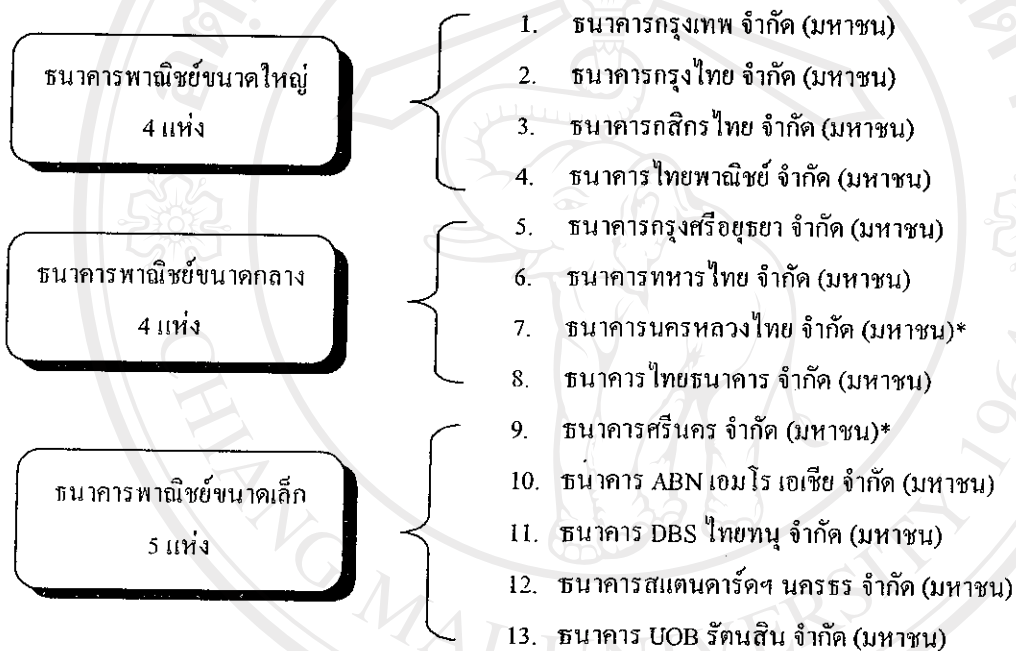 ธนาคารพาณิชย์ขนาดใหญ่
4 แห่ง
1. ธนาคารกรุงเทพ จำกัด (มหาชน)
2. ธนาคารกรุงไทย จำกัด (มหาชน)
3. ธนาคารกสิกรไทย จำกัด (มหาชน)
4. ธนาคารไทยพาณิชย์ จำกัด (มหาชน)
ธนาคารพาณิชย์ขนาดกลาง
4 แห่ง
5. ธนาคารกรุงศรีอยุธยา จำกัด (มหาชน)
6. ธนาคารทหารไทย จำกัด (มหาชน)
7. ธนาคารนครหลวงไทย จำกัด (มหาชน)*
8. ธนาคารไทยธนาคาร จำกัด (มหาชน)
ธนาคารพาณิชย์ขนาดเล็ก
5 แห่ง
9. ธนาคารศรีนคร จำกัด (มหาชน)*
10. ธนาคาร ABN เอมโร เอเชีย จำกัด (มหาชน)
11. ธนาคาร DBS ไทยทนุ จำกัด (มหาชน)
12. ธนาคารสแตนดาร์ดฯ นครธร จำกัด (มหาชน)
13. ธนาคาร UOB รัตนสิน จำกัด (มหาชน)
CHIANG MAI UNIVERSITY 1964